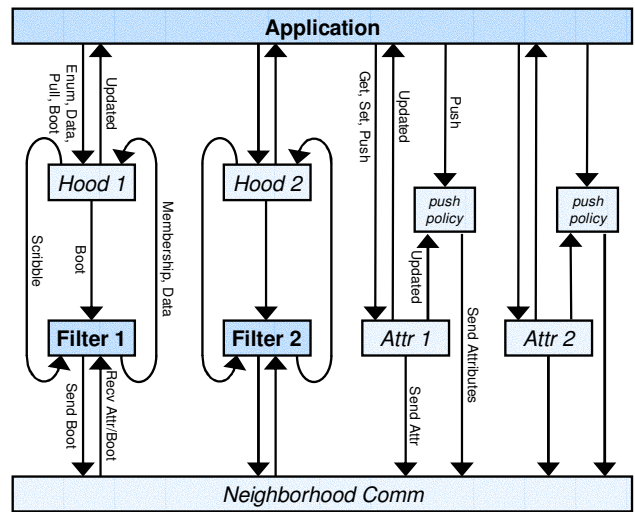 Application
Enum, Data,
Pull, Boot
Updated
Get, Set, Push
Updated
Push
Hood 1
Hood 2
push
policy
push
policy
Scribble
Boot
Membership, Data
Updated
Filter 1
Filter 2
Attr 1
Attr 2
Send Boot
Recv Attr/Boot
Send Attr
Send Attributes
Neighborhood Comm